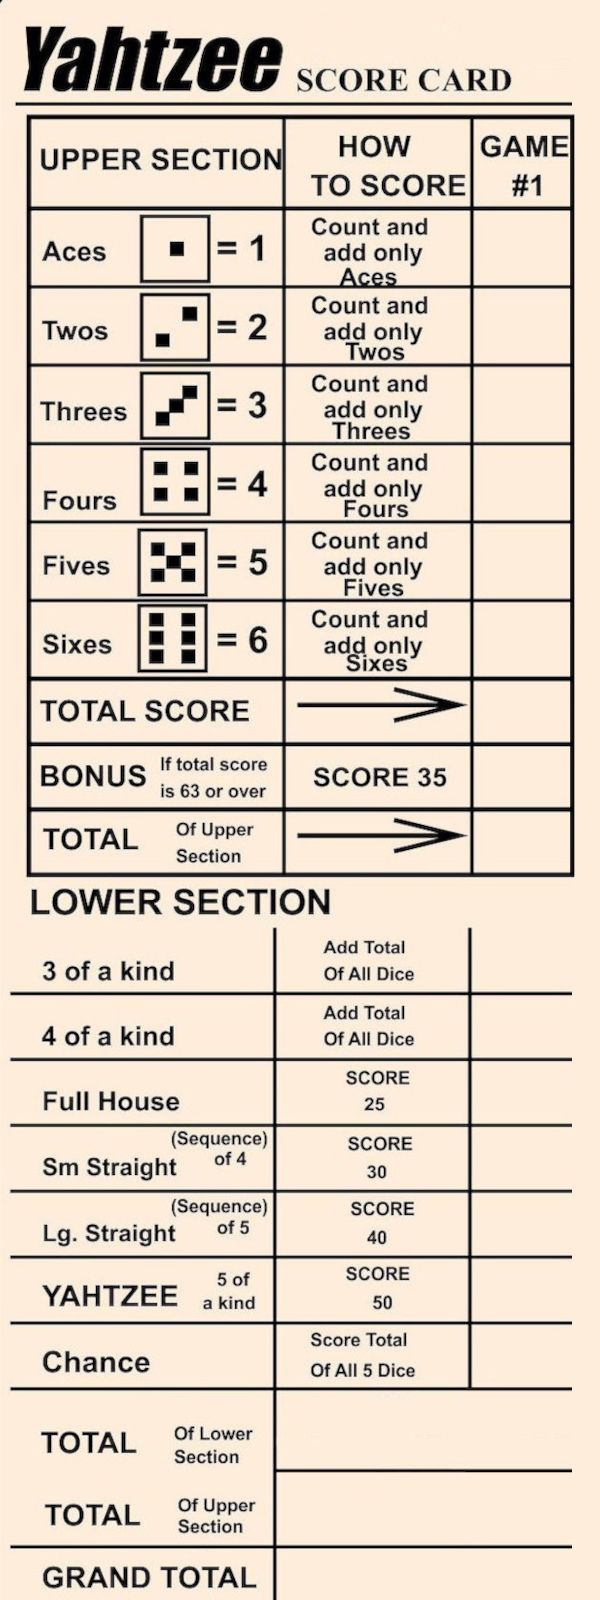 Yahtzee SCORE CARD
UPPER SECTION
HOW
TO SCORE
GAME
#1
Aces = 1
Count and
add only
Aces
Twos = 2
Count and
add only
Twos
Threes = 3
Count and
add only
Threes
Fours = 4
Count and
add only
Fours
Fives = 5
Count and
add only
Fives
Sixes = 6
Count and
add only
Sixes
TOTAL SCORE
BONUS
If total score
is 63 or over
SCORE 35
TOTAL
Of Upper
Section
LOWER SECTION
3 of a kind
Add Total
Of All Dice
4 of a kind
Add Total
Of All Dice
Full House
SCORE
25
Sm Straight
(Sequence)
of 4
SCORE
30
Lg. Straight
(Sequence)
of 5
SCORE
40
YAHTZEE
5 of
a kind
SCORE
50
Chance
Score Total
Of All 5 Dice
TOTAL
Of Lower
Section
TOTAL
Of Upper
Section
GRAND TOTAL